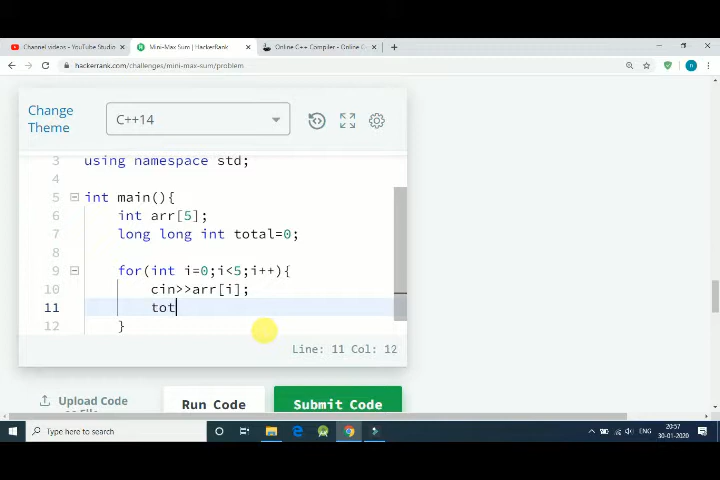 Channel videos - YouTube Studio
Mini-Max Sum | HackerRank
Online C++ Compiler - Online C
hackerrank.com/challenges/mini-max-sum/problem
Change Theme
C++14
3 using namespace std;
4
5 int main(){
6 int arr[5];
7 long long int total=0;
8
9 for(int i=0;i<5;i++){
10 cin>>arr[i];
11 tot
12 }
Line: 11 Col: 12
Upload Code as File
Run Code
Submit Code
Type here to search
ENG
20:57
30-01-2020